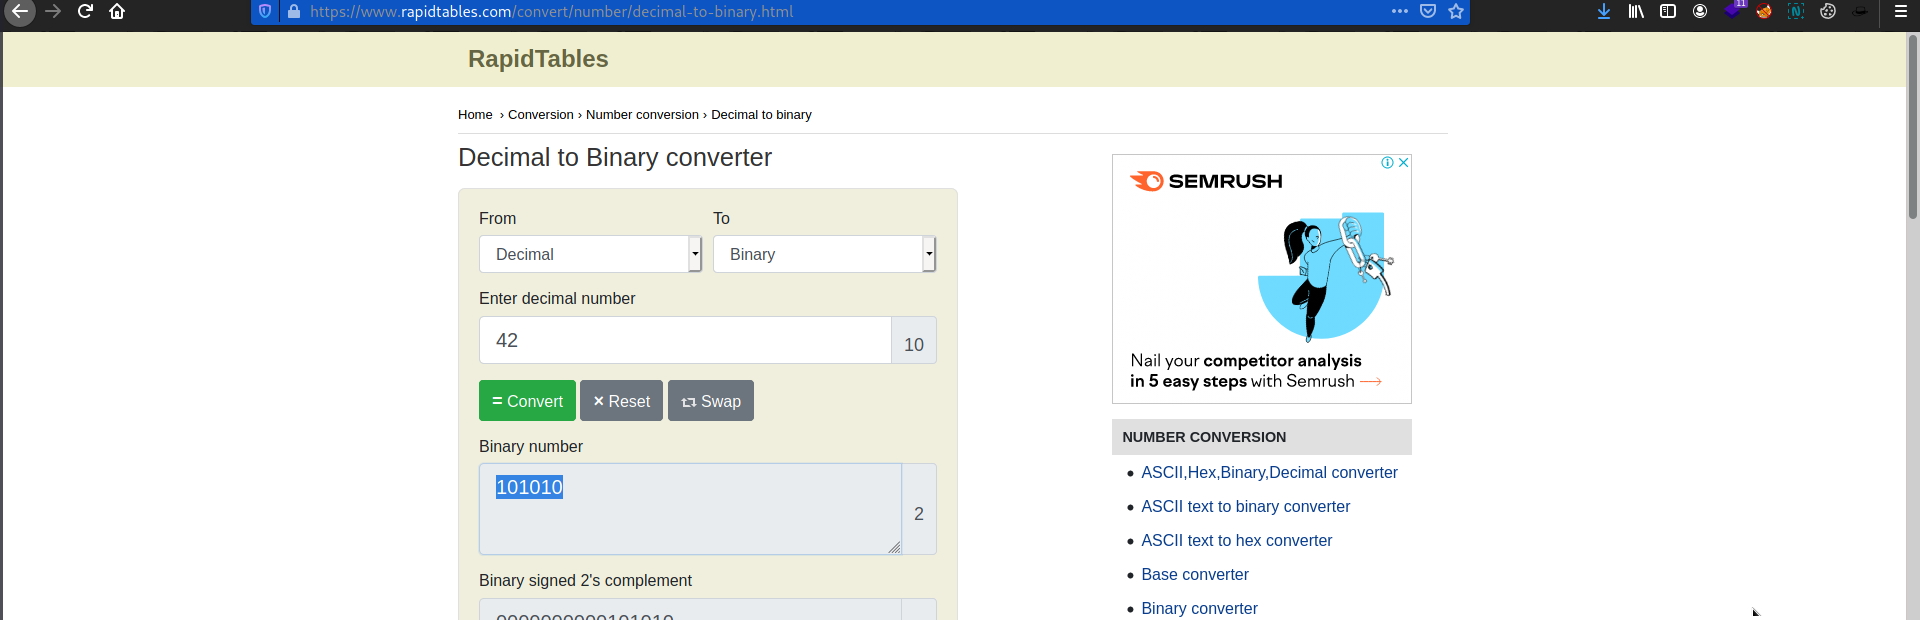 https://www.rapidtables.com/convert/number/decimal-to-binary.html
11
N
RapidTables
Home › Conversion › Number conversion › Decimal to binary
Decimal to Binary converter
From To
Decimal Binary
Enter decimal number
42 10
= Convert × Reset Swap
Binary number
101010
2
Binary signed 2's complement
0000000000101010
SEMRUSH
Nail your competitor analysis
in 5 easy steps with Semrush →
NUMBER CONVERSION
ASCII,Hex,Binary,Decimal converter
ASCII text to binary converter
ASCII text to hex converter
Base converter
Binary converter